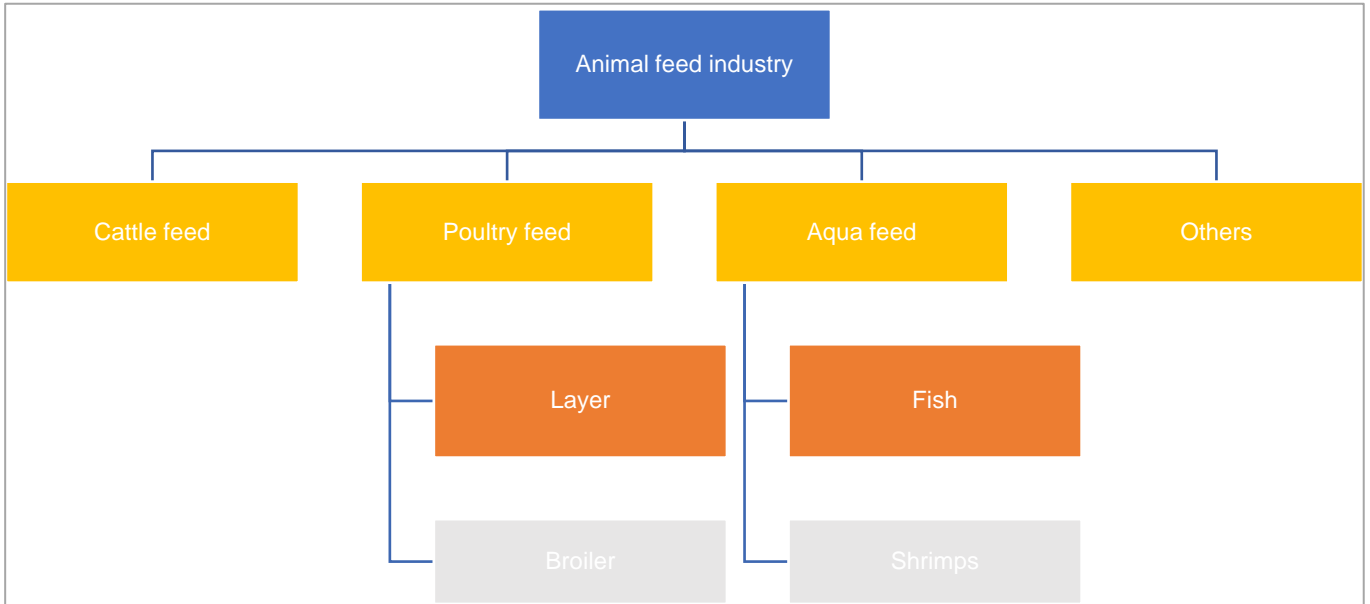 Animal feed industry
Cattle feed
Poultry feed
Aqua feed
Others
Layer
Fish
Broiler
Shrimps